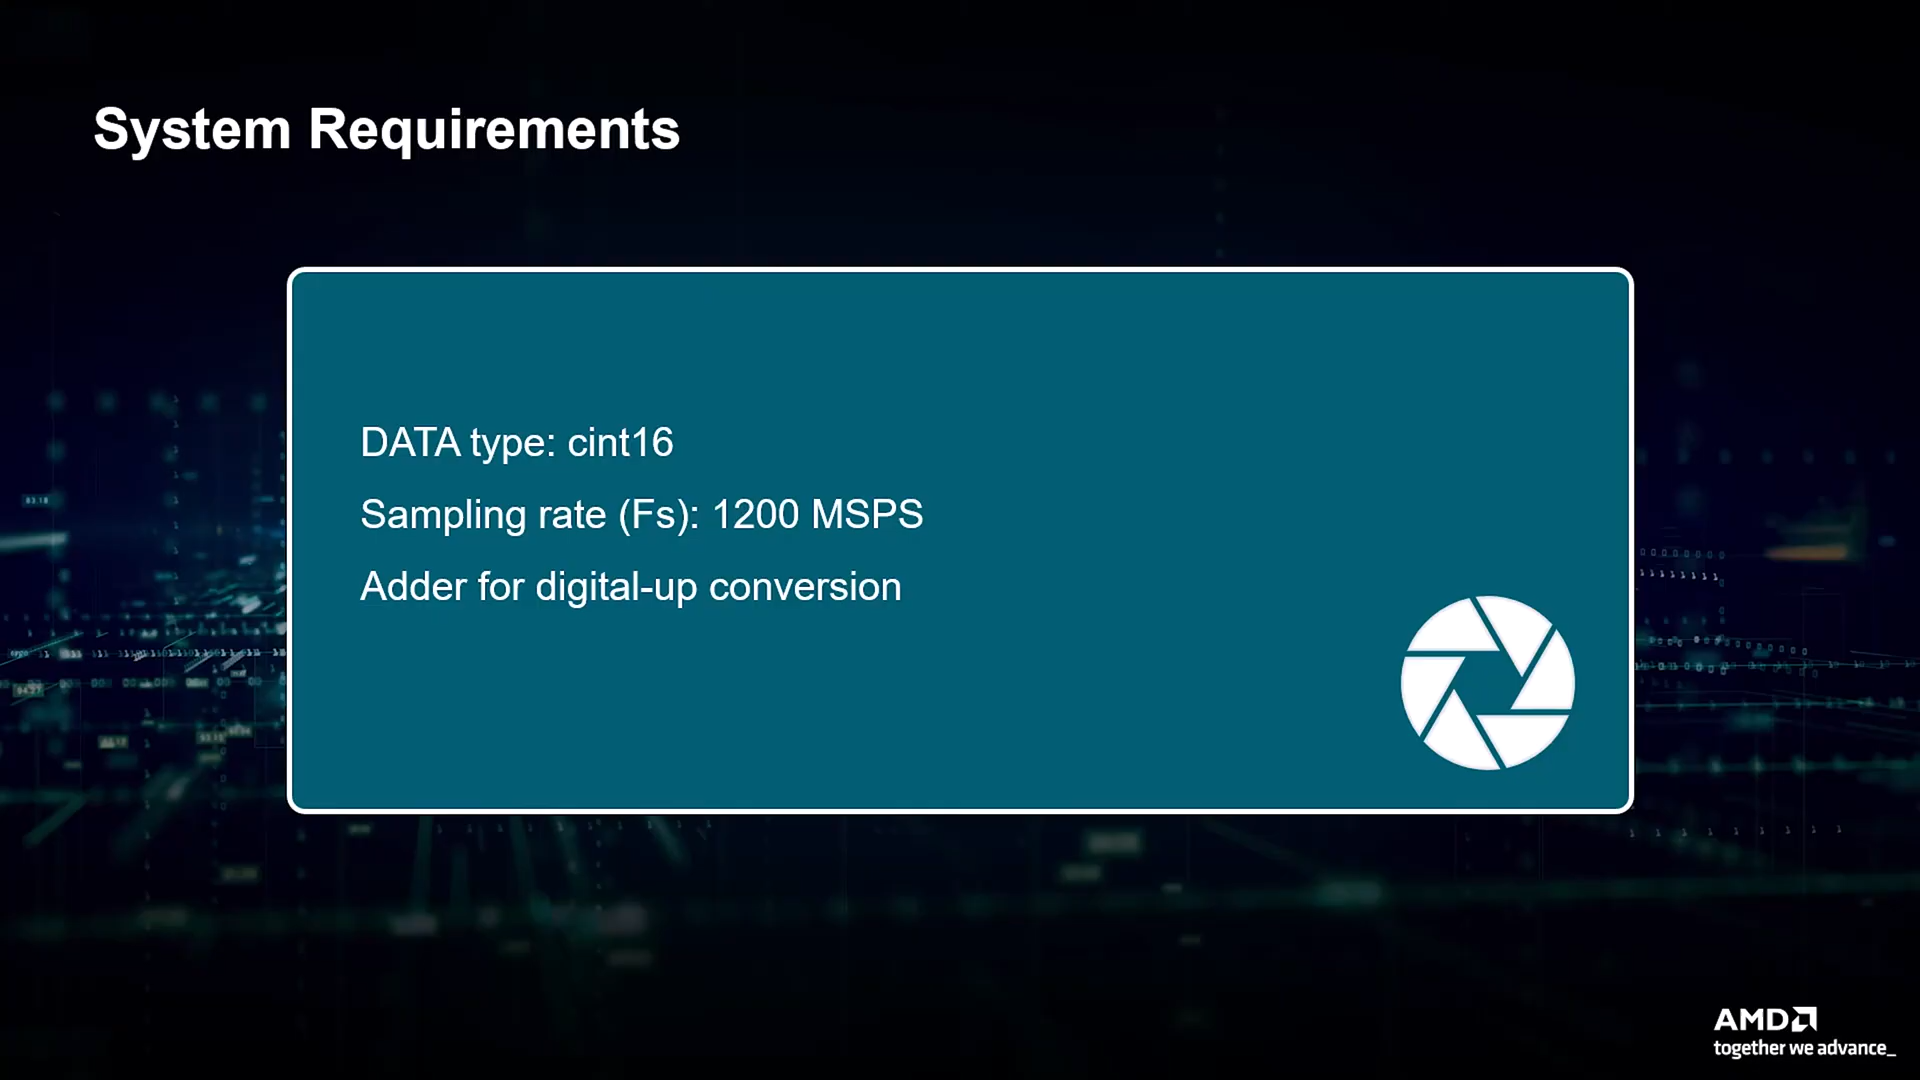 System Requirements
DATA type: cint16
Sampling rate (Fs): 1200 MSPS
Adder for digital-up conversion
AMD
together we advance_